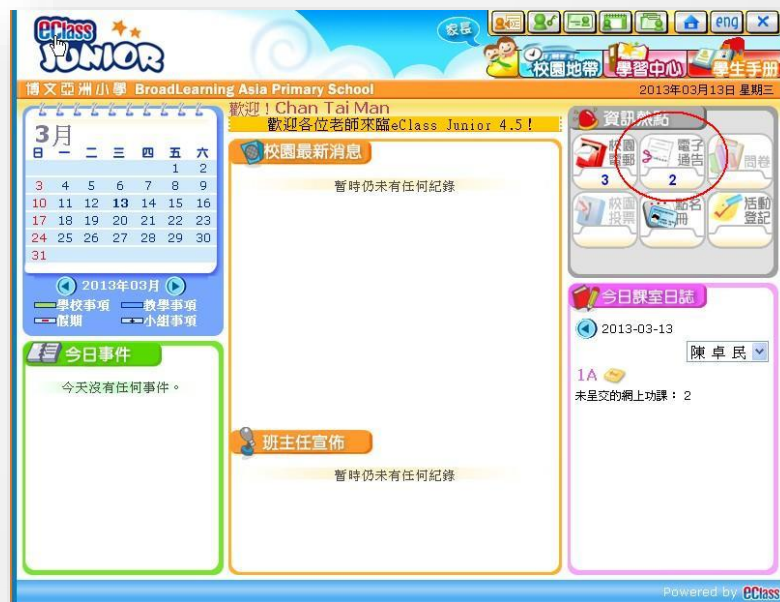 eClass
JUNIOR
家長
eng
校園地帶
學習中心
學生手冊
博文亞洲小學 BroadLearning Asia Primary School
2013年03月13日 星期三
3月
日 一 二 三 四 五 六
1 2
3 4 5 6 7 8 9
10 11 12 13 14 15 16
17 18 19 20 21 22 23
24 25 26 27 28 29 30
31
2013年03月
學校事項 教學事項
假期 小組事項
今日事件
今天沒有任何事件。
歡迎！Chan Tai Man
歡迎各位老師來臨eClass Junior 4.5！
校園最新消息
暫時仍未有任何紀錄
班主任宣佈
暫時仍未有任何紀錄
資訊熱點
校園電郵
3
電子通告
2
問卷
校園投票
點名冊
活動登記
今日課室日誌
2013-03-13
陳卓民
1A
未呈交的網上功課： 2
Powered by eClass